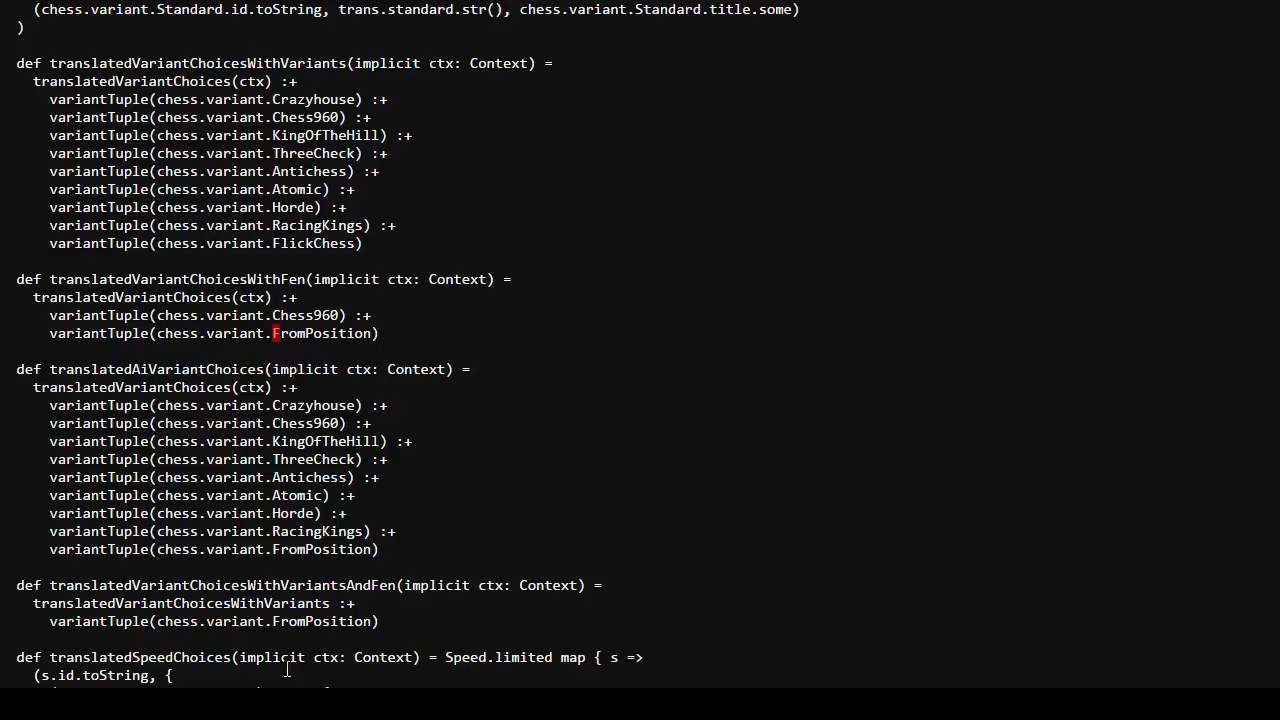 (chess.variant.Standard.id.toString, trans.standard.str(), chess.variant.Standard.title.some)
)
def translatedVariantChoicesWithVariants(implicit ctx: Context) =
translatedVariantChoices(ctx) :+
variantTuple(chess.variant.Crazyhouse) :+
variantTuple(chess.variant.Chess960) :+
variantTuple(chess.variant.KingOfTheHill) :+
variantTuple(chess.variant.ThreeCheck) :+
variantTuple(chess.variant.Antichess) :+
variantTuple(chess.variant.Atomic) :+
variantTuple(chess.variant.Horde) :+
variantTuple(chess.variant.RacingKings) :+
variantTuple(chess.variant.FlickChess)
def translatedVariantChoicesWithFen(implicit ctx: Context) =
translatedVariantChoices(ctx) :+
variantTuple(chess.variant.Chess960) :+
variantTuple(chess.variant.FromPosition)
def translatedAiVariantChoices(implicit ctx: Context) =
translatedVariantChoices(ctx) :+
variantTuple(chess.variant.Crazyhouse) :+
variantTuple(chess.variant.Chess960) :+
variantTuple(chess.variant.KingOfTheHill) :+
variantTuple(chess.variant.ThreeCheck) :+
variantTuple(chess.variant.Antichess) :+
variantTuple(chess.variant.Atomic) :+
variantTuple(chess.variant.Horde) :+
variantTuple(chess.variant.RacingKings) :+
variantTuple(chess.variant.FromPosition)
def translatedVariantChoicesWithVariantsAndFen(implicit ctx: Context) =
translatedVariantChoicesWithVariants :+
variantTuple(chess.variant.FromPosition)
def translatedSpeedChoices(implicit ctx: Context) = Speed.limited map { s =>
(s.id.toString, {